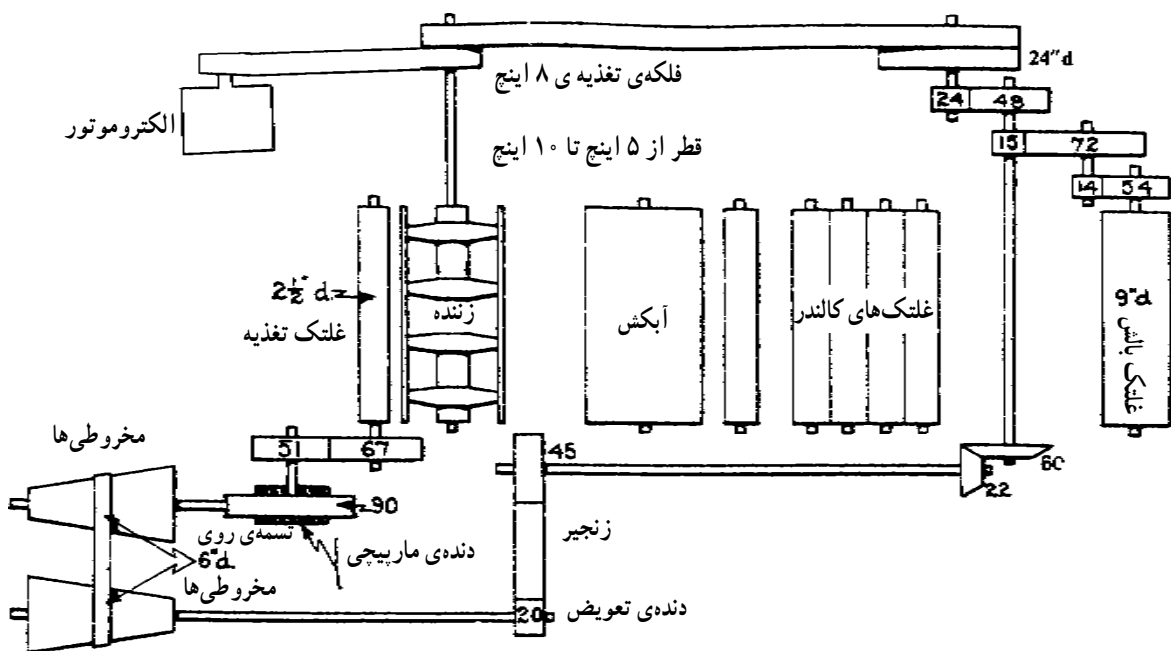 24"d
فلکه‌ی تغذیه ی ۸ اینچ
24 48
الکتروموتور
قطر از ۵ اینچ تا ۱۰ اینچ
15 72
14 54
2½" d.
غلتک تغذیه
زننده
آبکش
غلتک‌های کالندر
9"d
غلتک بالش
مخروطی‌ها
51 67
45
60
22
90
تسمه‌ی روی
مخروطی‌ها
6"d.
دنده‌ی مارپیچی
زنجیر
20
دنده‌ی تعویض